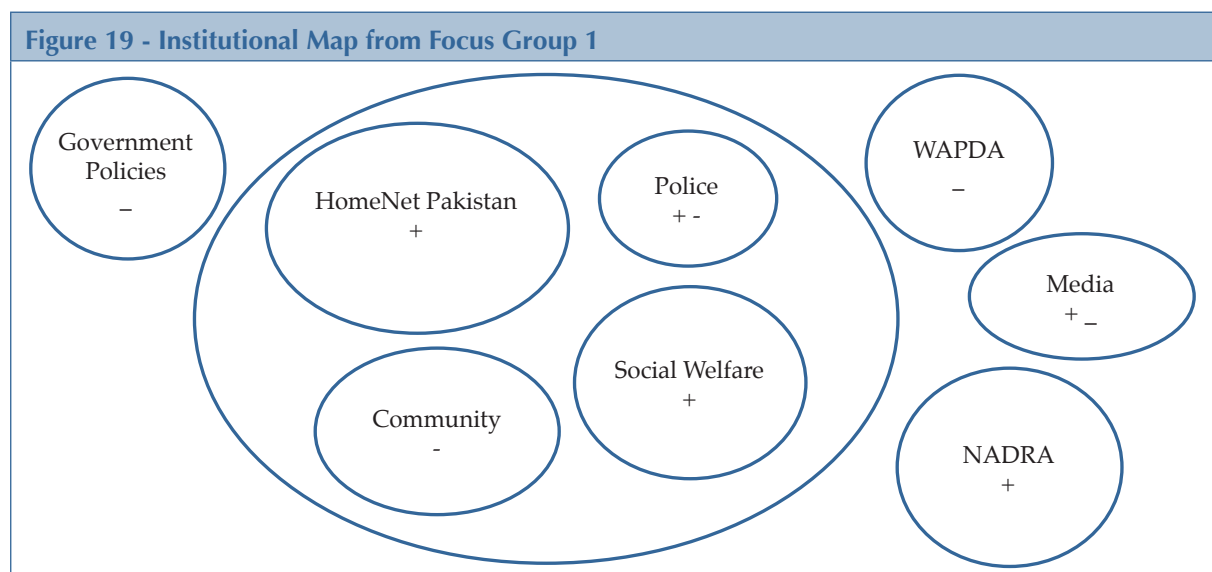 Figure 19 - Institutional Map from Focus Group 1
Government
Policies
–
HomeNet Pakistan
+
Police
+ -
WAPDA
–
Media
+ _
Social Welfare
+
Community
-
NADRA
+